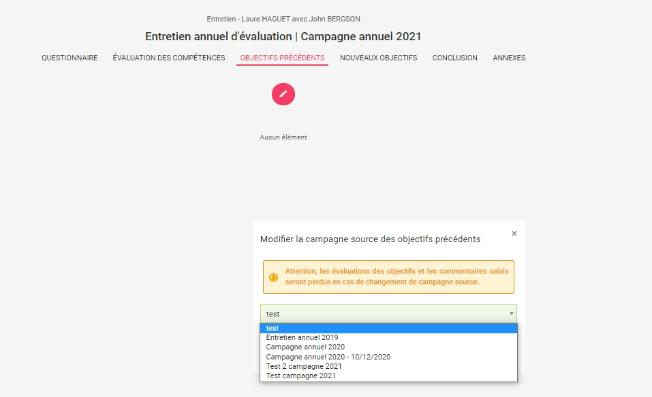 Entretien - Laure HAGUET avec John BERGSON
Entretien annuel d'évaluation | Campagne annuel 2021
QUESTIONNAIRE ÉVALUATION DES COMPÉTENCES OBJECTIFS PRÉCÉDENTS NOUVEAUX OBJECTIFS CONCLUSION ANNEXES
Aucun élément
Modifier la campagne source des objectifs précédents ×
Attention, les évaluations des objectifs et les commentaires saisis
seront perdus en cas de changement de campagne source.
test
test
Entretien annuel 2019
Campagne annuel 2020
Campagne annuel 2020 - 10/12/2020
Test 2 campagne 2021
Test campagne 2021